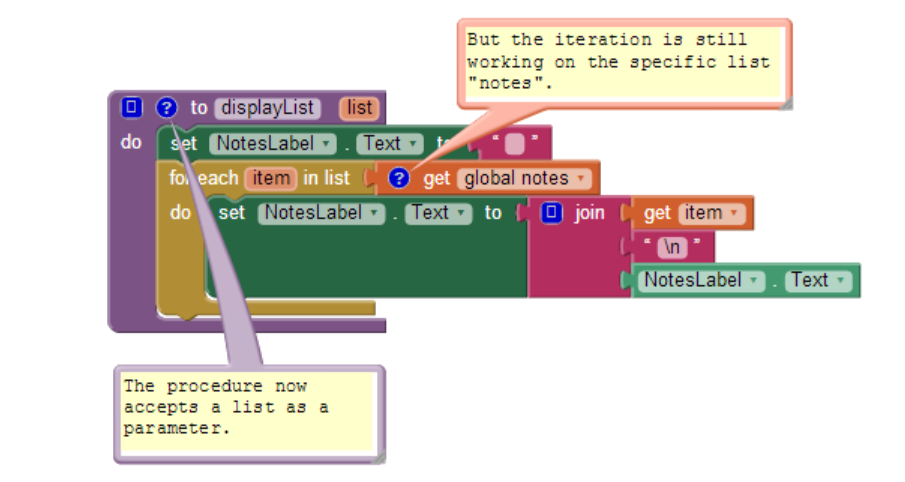 But the iteration is still
working on the specific list
"notes".
? to displayList list
do set NotesLabel . Text to " "
for each item in list ? get global notes
do set NotesLabel . Text to join get item
" \n "
NotesLabel . Text
The procedure now
accepts a list as a
parameter.